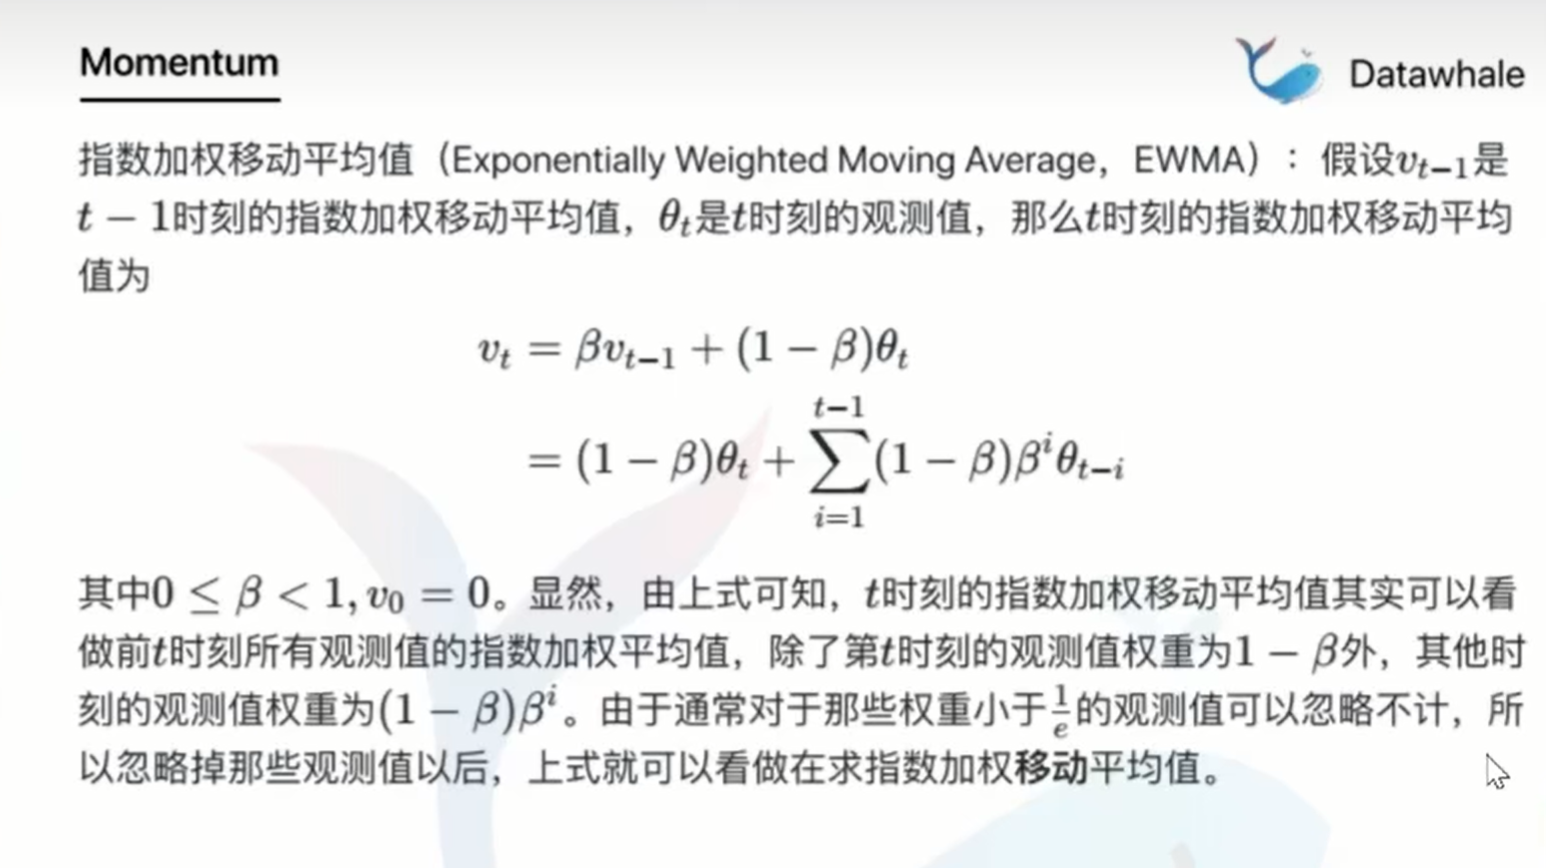 Momentum
Datawhale
指数加权移动平均值（Exponentially Weighted Moving Average，EWMA）：假设$v_{t-1}$是
$t-1$时刻的指数加权移动平均值，$\theta_t$是$t$时刻的观测值，那么$t$时刻的指数加权移动平均
值为
$v_t = \beta v_{t-1} + (1-\beta)\theta_t$
$= (1-\beta)\theta_t + \sum_{i=1}^{t-1}(1-\beta)\beta^i\theta_{t-i}$
其中$0 \leq \beta < 1, v_0 = 0$。显然，由上式可知，$t$时刻的指数加权移动平均值其实可以看
做前$t$时刻所有观测值的指数加权平均值，除了第$t$时刻的观测值权重为$1-\beta$外，其他时
刻的观测值权重为$(1-\beta)\beta^i$。由于通常对于那些权重小于$\frac{1}{e}$的观测值可以忽略不计，所
以忽略掉那些观测值以后，上式就可以看做在求指数加权移动平均值。